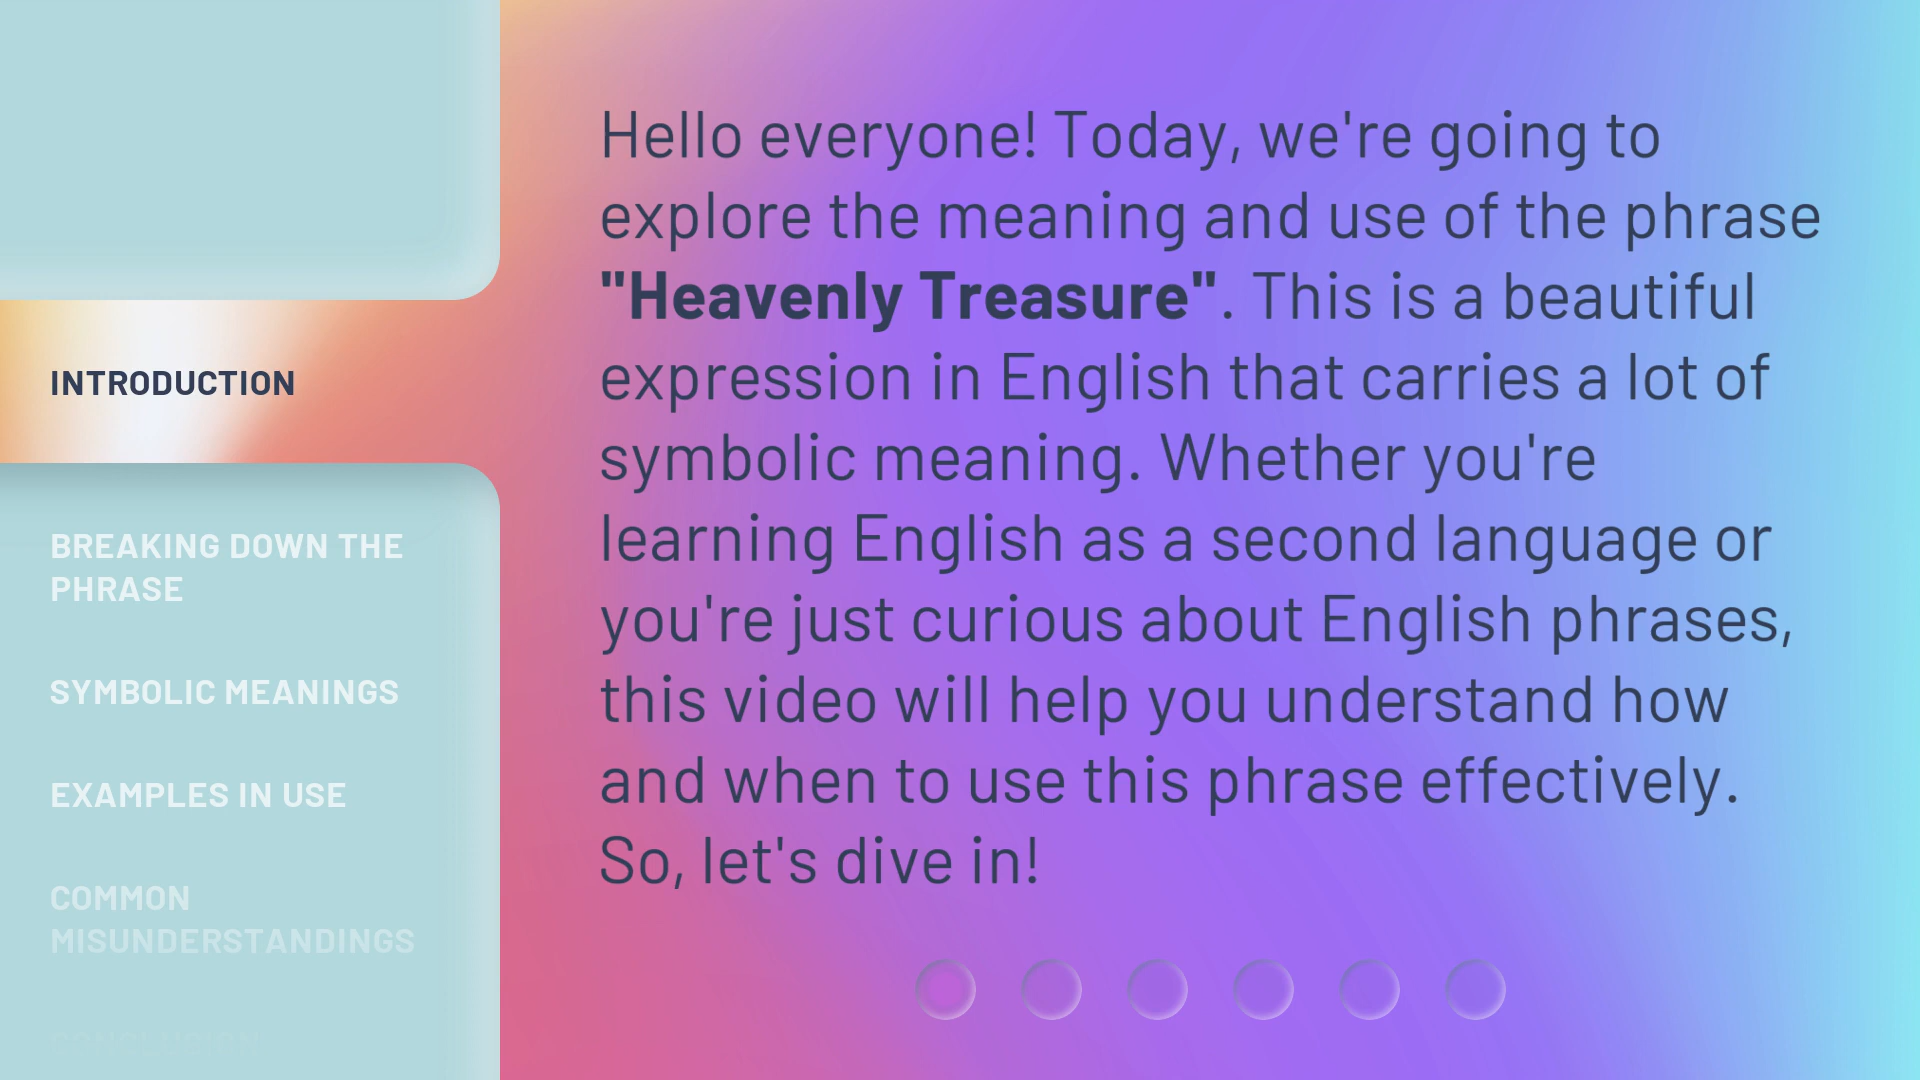 INTRODUCTION
BREAKING DOWN THE
PHRASE
SYMBOLIC MEANINGS
EXAMPLES IN USE
COMMON
MISUNDERSTANDINGS
CONCLUSION
Hello everyone! Today, we're going to
explore the meaning and use of the phrase
"Heavenly Treasure". This is a beautiful
expression in English that carries a lot of
symbolic meaning. Whether you're
learning English as a second language or
you're just curious about English phrases,
this video will help you understand how
and when to use this phrase effectively.
So, let's dive in!